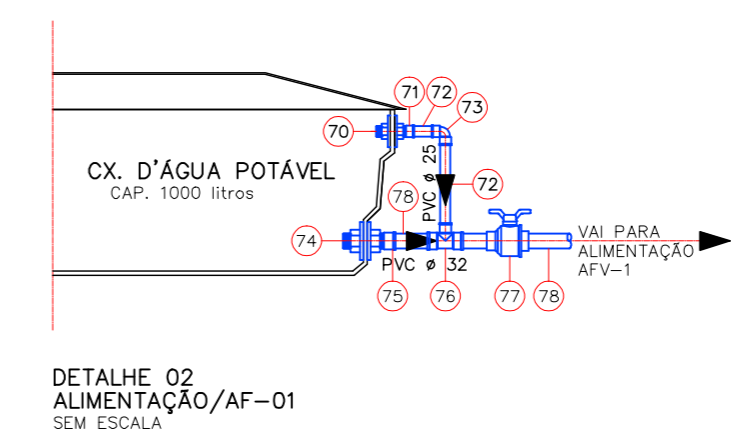 71
72
73
70
CX. D'ÁGUA POTÁVEL
CAP. 1000 litros
PVC ø 25
72
78
74
VAI PARA
ALIMENTAÇÃO
AFV-1
PVC ø 32
75
76
77
78
DETALHE 02
ALIMENTAÇÃO/AF-01
SEM ESCALA